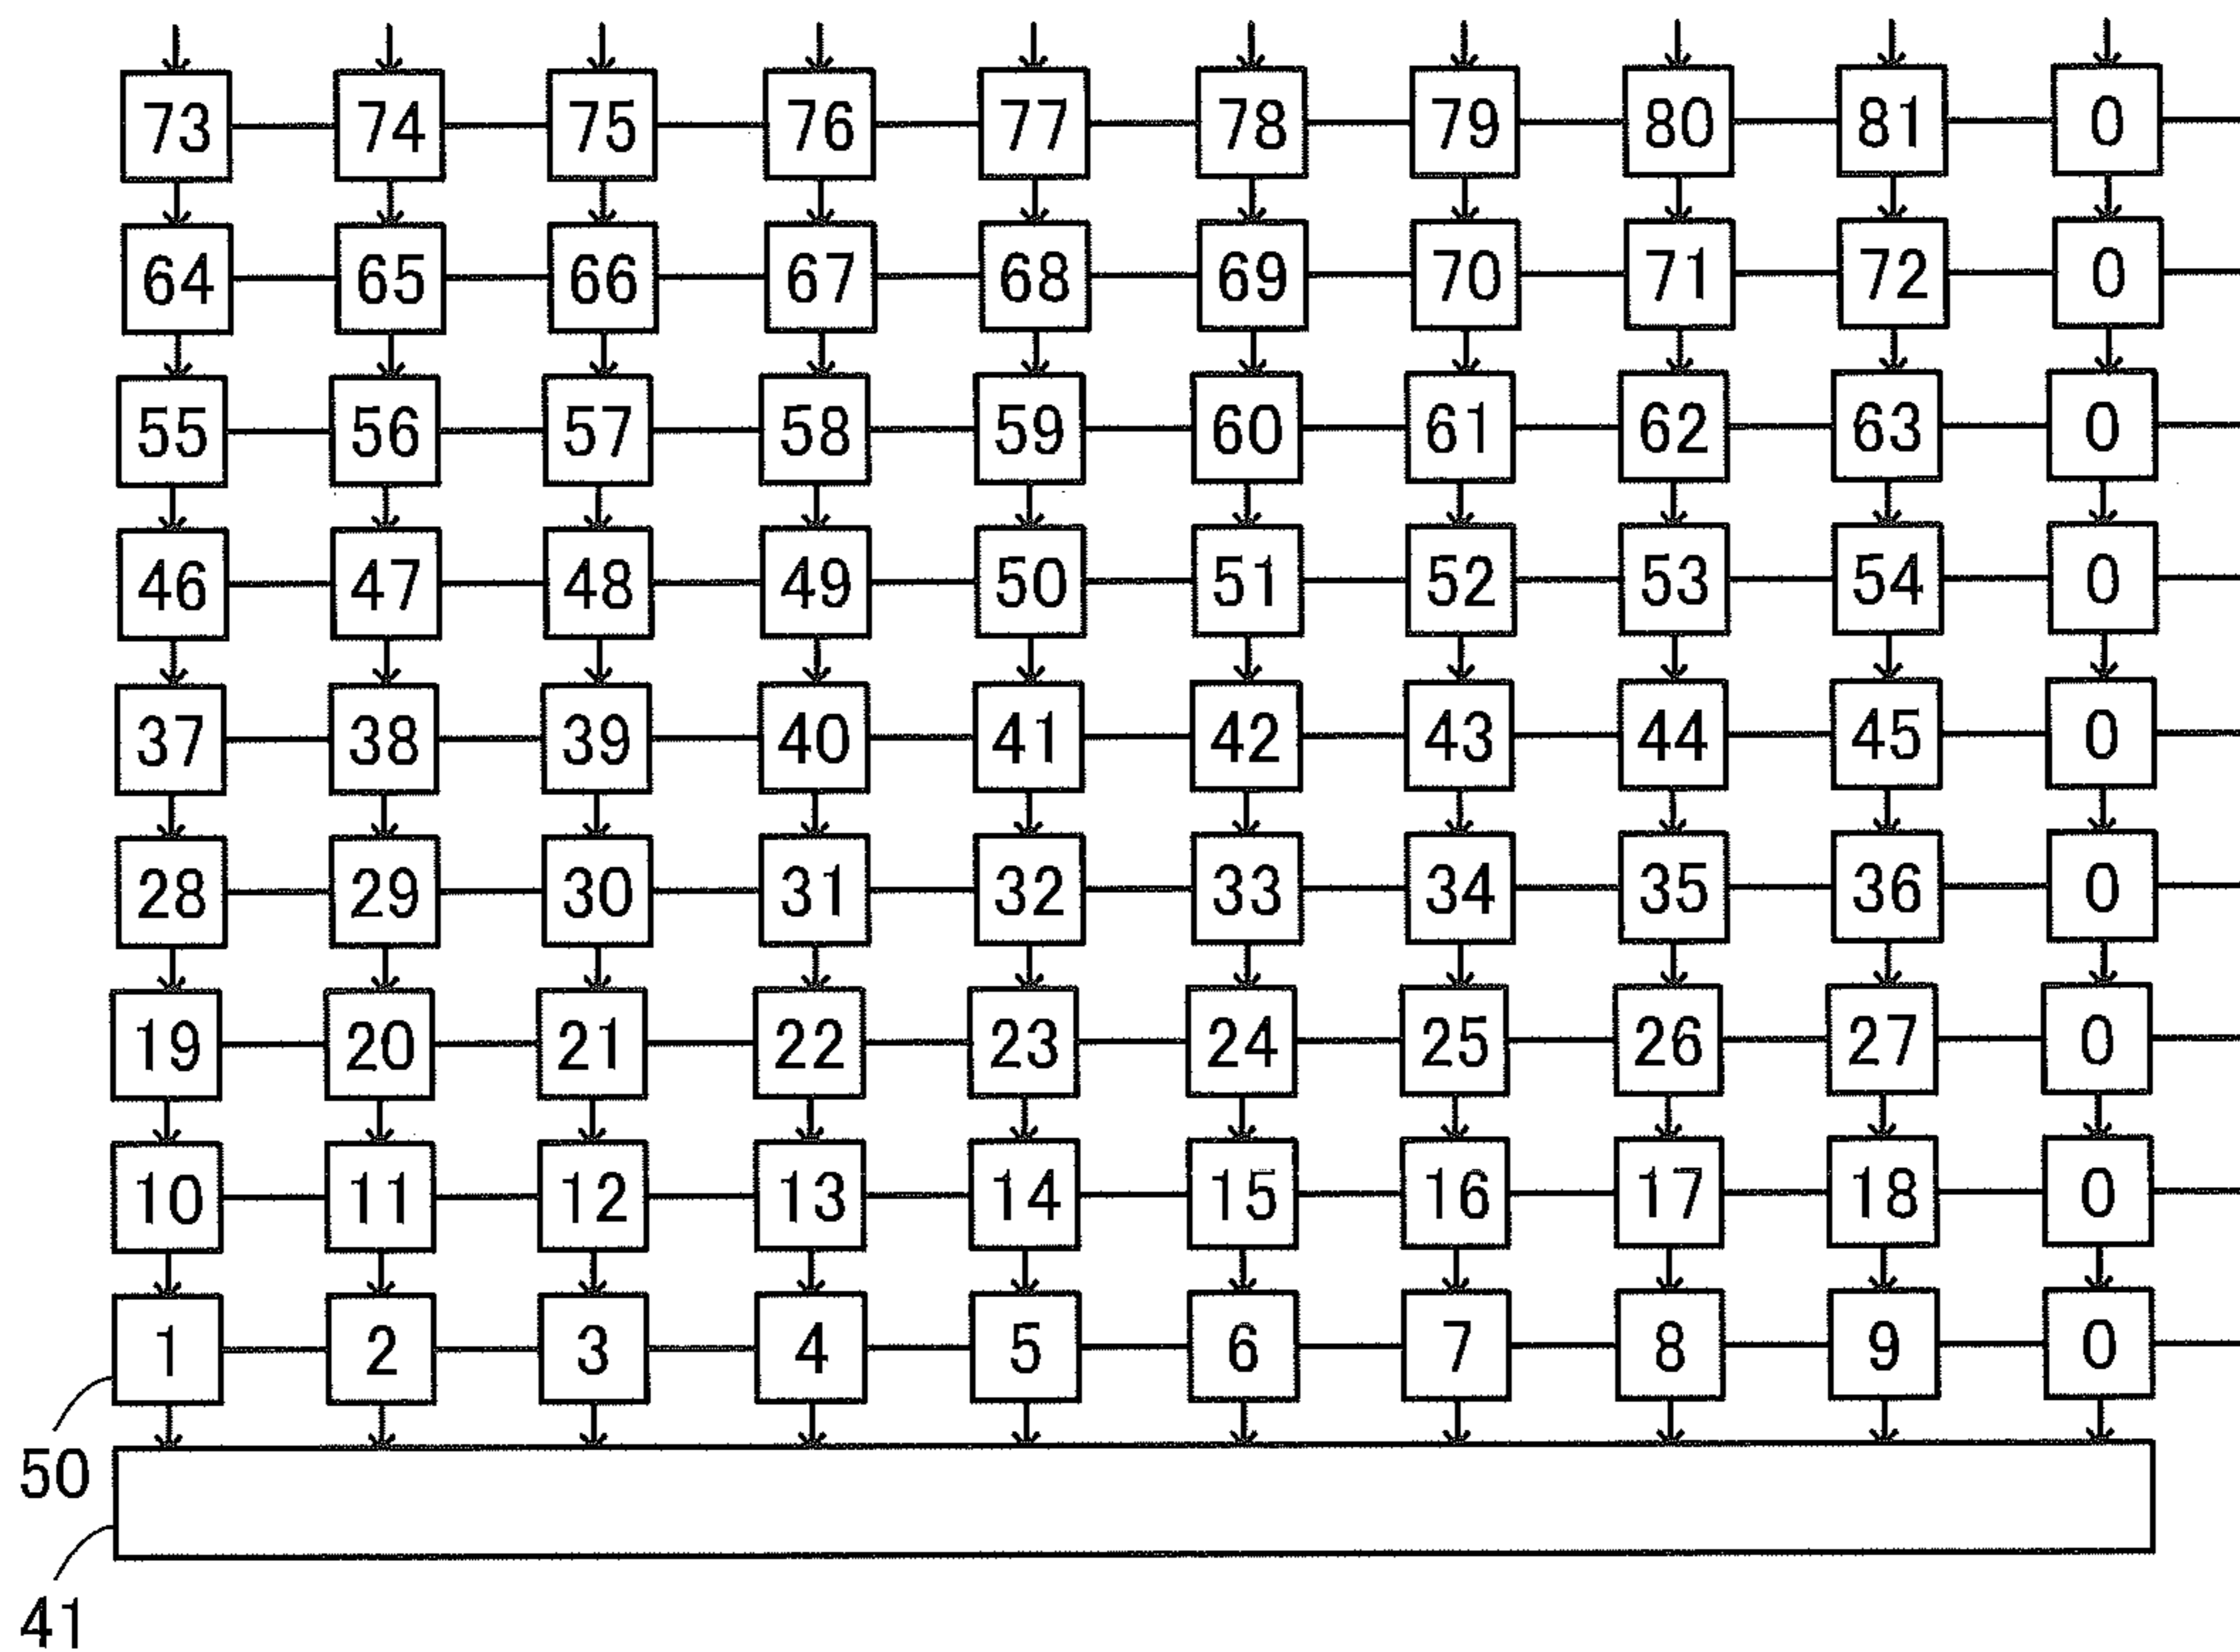 73 74 75 76 77 78 79 80 81 0
64 65 66 67 68 69 70 71 72 0
55 56 57 58 59 60 61 62 63 0
46 47 48 49 50 51 52 53 54 0
37 38 39 40 41 42 43 44 45 0
28 29 30 31 32 33 34 35 36 0
19 20 21 22 23 24 25 26 27 0
10 11 12 13 14 15 16 17 18 0
1 2 3 4 5 6 7 8 9 0
50
41